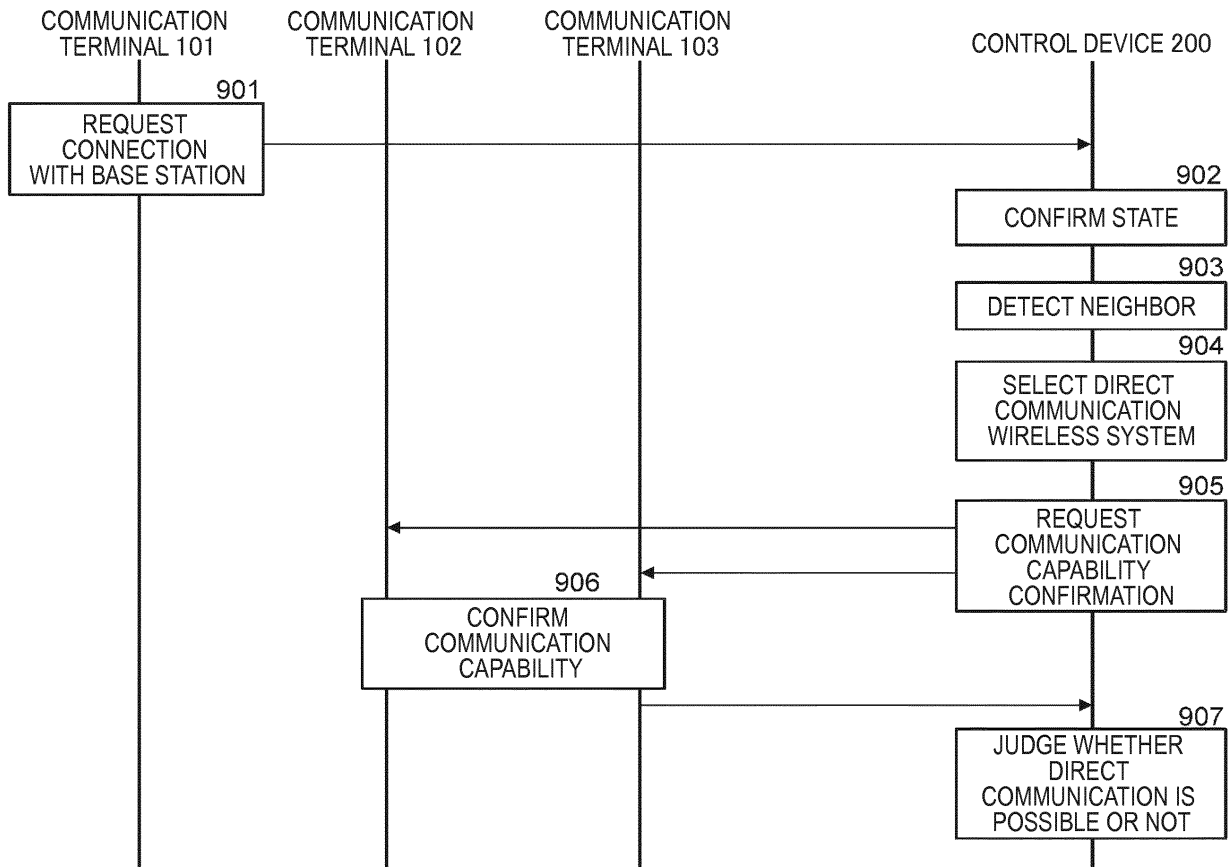 COMMUNICATION
TERMINAL 101
COMMUNICATION
TERMINAL 102
COMMUNICATION
TERMINAL 103
CONTROL DEVICE 200
901
REQUEST
CONNECTION
WITH BASE STATION
902
CONFIRM STATE
903
DETECT NEIGHBOR
904
SELECT DIRECT
COMMUNICATION
WIRELESS SYSTEM
905
REQUEST
COMMUNICATION
CAPABILITY
CONFIRMATION
906
CONFIRM
COMMUNICATION
CAPABILITY
907
JUDGE WHETHER
DIRECT
COMMUNICATION IS
POSSIBLE OR NOT